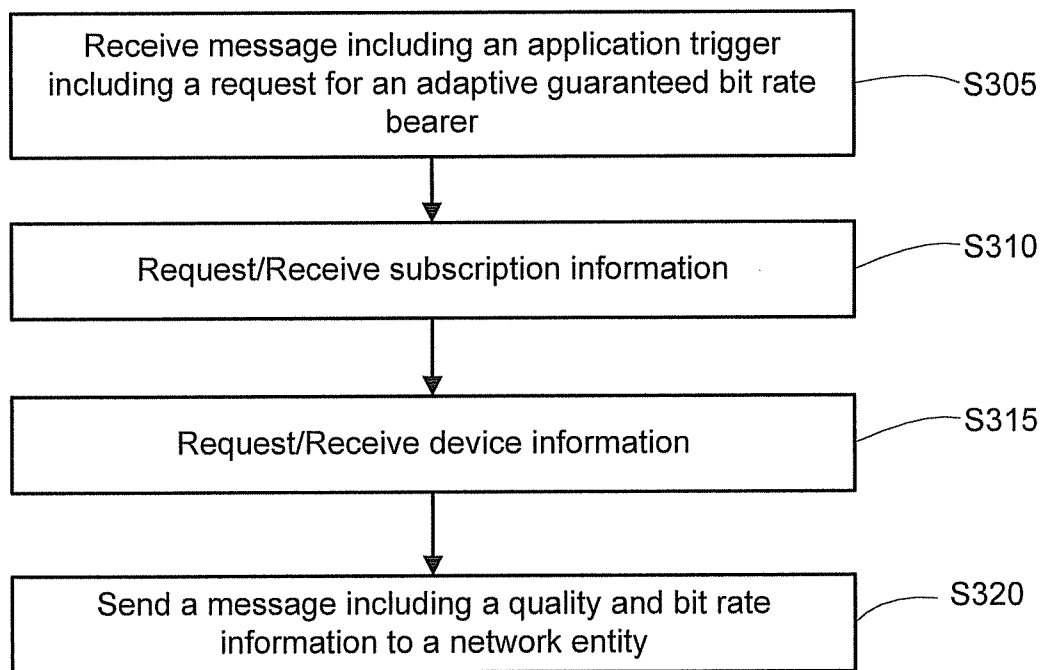 Receive message including an application trigger
including a request for an adaptive guaranteed bit rate
bearer
S305
Request/Receive subscription information
S310
Request/Receive device information
S315
Send a message including a quality and bit rate
information to a network entity
S320